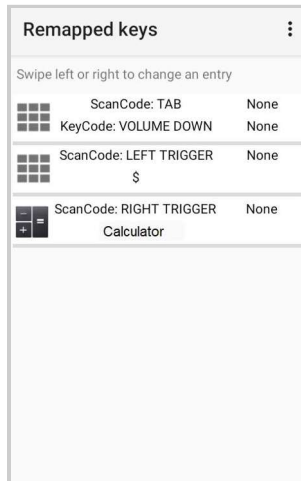 Remapped keys
Swipe left or right to change an entry
ScanCode: TAB None
KeyCode: VOLUME DOWN None
ScanCode: LEFT TRIGGER None
$
ScanCode: RIGHT TRIGGER None
Calculator